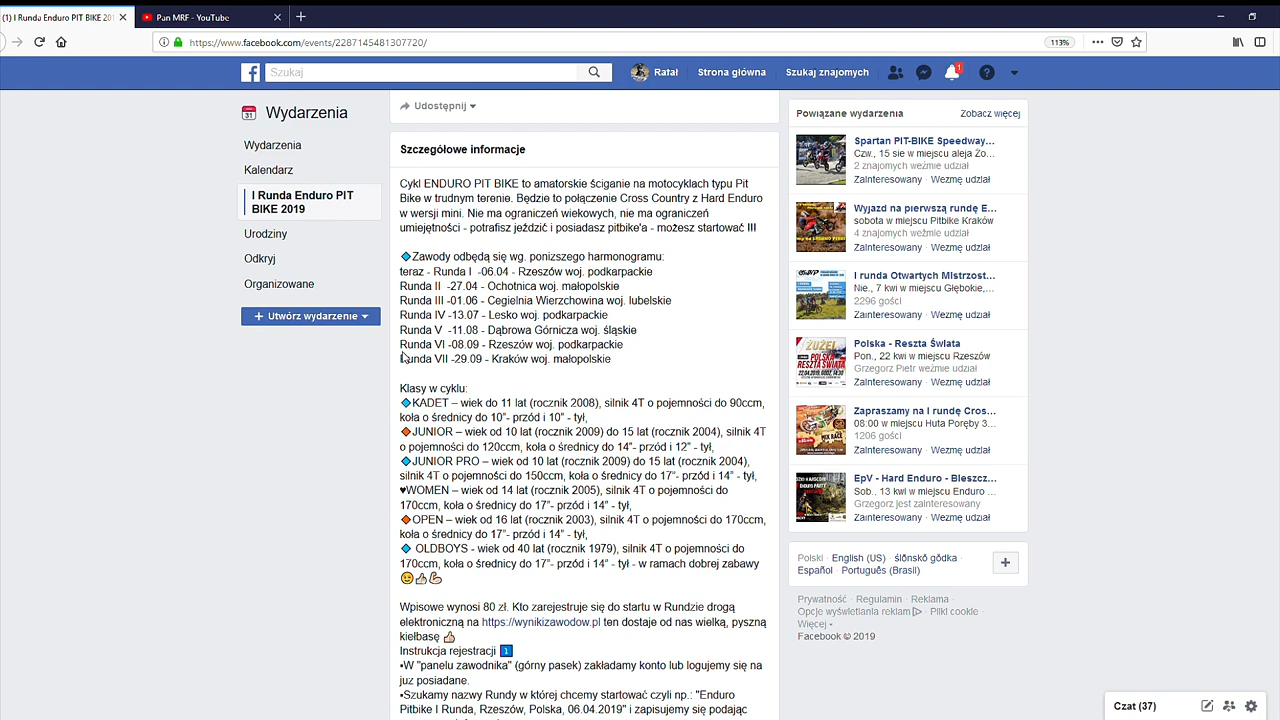 (1) I Runda Enduro PIT BIKE 201
Pan MRF - YouTube
https://www.facebook.com/events/2287145481307720/
113%
Szukaj
Rafał
Strona główna
Szukaj znajomych
1
Wydarzenia
Wydarzenia
Kalendarz
I Runda Enduro PIT
BIKE 2019
Urodziny
Odkryj
Organizowane
+ Utwórz wydarzenie
Udostępnij
Szczegółowe informacje
Cykl ENDURO PIT BIKE to amatorskie ściganie na motocyklach typu Pit
Bike w trudnym terenie. Będzie to połączenie Cross Country z Hard Enduro
w wersji mini. Nie ma ograniczeń wiekowych, nie ma ograniczeń
umiejętności - potrafisz jeździć i posiadasz pitbike'a - możesz startować !!!
🔷Zawody odbędą się wg. ponizszego harmonogramu:
teraz - Runda I -06.04 - Rzeszów woj. podkarpackie
Runda II -27.04 - Ochotnica woj. małopolskie
Runda III -01.06 - Cegielnia Wierzchowina woj. lubelskie
Runda IV -13.07 - Lesko woj. podkarpackie
Runda V -11.08 - Dąbrowa Górnicza woj. śląskie
Runda VI -08.09 - Rzeszów woj. podkarpackie
Runda VII -29.09 - Kraków woj. małopolskie
Klasy w cyklu:
🔷KADET – wiek do 11 lat (rocznik 2008), silnik 4T o pojemności do 90ccm,
koła o średnicy do 10”- przód i 10” - tył,
🔶JUNIOR – wiek od 10 lat (rocznik 2009) do 15 lat (rocznik 2004), silnik 4T
o pojemności do 120ccm, koła o średnicy do 14”- przód i 12” - tył,
🔷JUNIOR PRO – wiek od 10 lat (rocznik 2009) do 15 lat (rocznik 2004),
silnik 4T o pojemności do 150ccm, koła o średnicy do 17”- przód i 14” - tył,
♥WOMEN – wiek od 14 lat (rocznik 2005), silnik 4T o pojemności do
170ccm, koła o średnicy do 17”- przód i 14” - tył,
🔶OPEN – wiek od 16 lat (rocznik 2003), silnik 4T o pojemności do 170ccm,
koła o średnicy do 17”- przód i 14” - tył,
🔷 OLDBOYS - wiek od 40 lat (rocznik 1979), silnik 4T o pojemności do
170ccm, koła o średnicy do 17”- przód i 14” - tył - w ramach dobrej zabawy
😉👍💪
Wpisowe wynosi 80 zł. Kto zarejestruje się do startu w Rundzie drogą
elektroniczną na https://wynikizawodow.pl ten dostaje od nas wielką, pyszną
kiełbasę 👍
Instrukcja rejestracji 1️⃣
▪W "panelu zawodnika" (górny pasek) zakładamy konto lub logujemy się na
juz posiadane.
▪Szukamy nazwy Rundy w której chcemy startować czyli np.: "Enduro
Pitbike I Runda, Rzeszów, Polska, 06.04.2019" i zapisujemy się podając
Powiązane wydarzenia
Zobacz więcej
Spartan PIT-BIKE Speedway...
Czw., 15 sie w miejscu aleja Żo...
2 znajomych weźmie udział
Zainteresowany · Wezmę udział
Wyjazd na pierwszą rundę E...
sobota w miejscu Pitbike Kraków
4 znajomych weźmie udział
Zainteresowany · Wezmę udział
I runda Otwartych Mistrzost...
Nie., 7 kwi w miejscu Głębokie,...
2296 gości
Zainteresowany · Wezmę udział
Polska - Reszta Świata
Pon., 22 kwi w miejscu Rzeszów
Grzegorz Pietr weźmie udział
Zainteresowany · Wezmę udział
Zapraszamy na I rundę Cros...
08:00 w miejscu Huta Poręby 3...
1206 gości
Zainteresowany · Wezmę udział
EpV - Hard Enduro - Bleszcz...
Sob., 13 kwi w miejscu Enduro ...
Grzegorz jest zainteresowany
Zainteresowany · Wezmę udział
Polski · English (US) · ślōnskŏ gŏdka ·
Español · Português (Brasil)
Prywatność · Regulamin · Reklama ·
Opcje wyświetlania reklam · Pliki cookie ·
Więcej
Facebook © 2019
Czat (37)